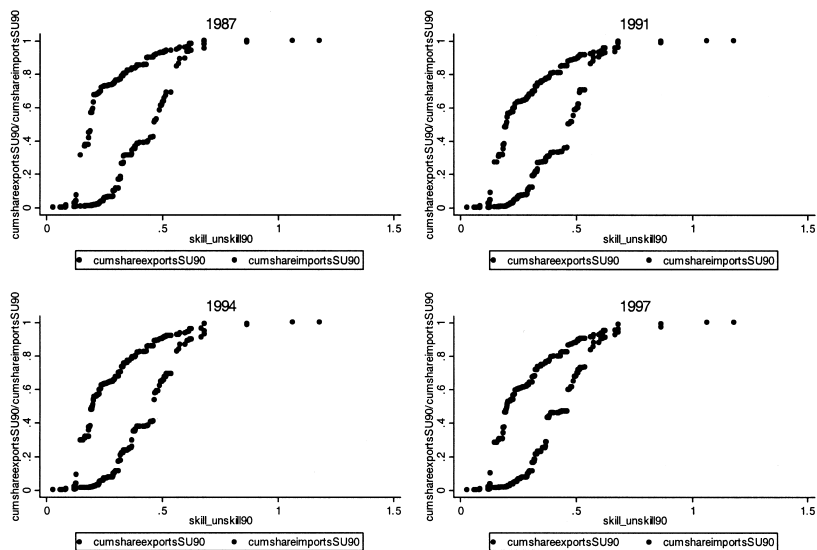 1987
cumshareexportsSU90/cumshareimportsSU90
0 .2 .4 .6 .8 1
0 .5 1 1.5
skill_unskill90
cumshareexportsSU90 cumshareimportsSU90
1991
cumshareexportsSU90/cumshareimportsSU90
0 .2 .4 .6 .8 1
0 .5 1 1.5
skill_unskill90
cumshareexportsSU90 cumshareimportsSU90
1994
cumshareexportsSU90/cumshareimportsSU90
0 .2 .4 .6 .8 1
0 .5 1 1.5
skill_unskill90
cumshareexportsSU90 cumshareimportsSU90
1997
cumshareexportsSU90/cumshareimportsSU90
0 .2 .4 .6 .8 1
0 .5 1 1.5
skill_unskill90
cumshareexportsSU90 cumshareimportsSU90